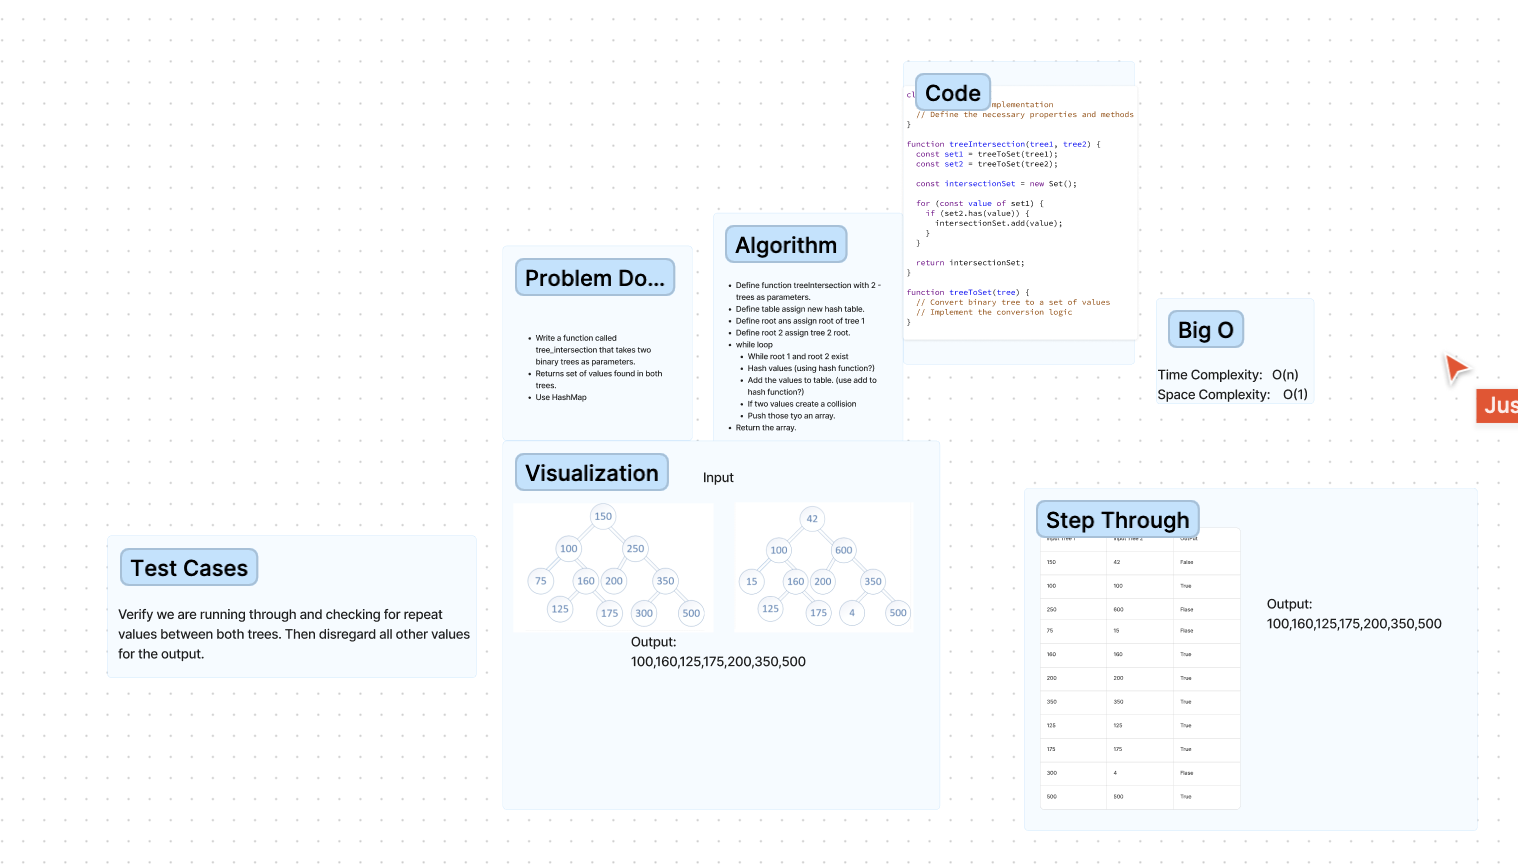 Code
cl
mplementation
// Define the necessary properties and methods
}
function treeIntersection(tree1, tree2) {
const set1 = treeToSet(tree1);
const set2 = treeToSet(tree2);
const intersectionSet = new Set();
for (const value of set1) {
if (set2.has(value)) {
intersectionSet.add(value);
}
}
return intersectionSet;
}
function treeToSet(tree) {
// Convert binary tree to a set of values
// Implement the conversion logic
}
Algorithm
• Define function treeIntersection with 2 -
trees as parameters.
• Define table assign new hash table.
• Define root ans assign root of tree 1
• Define root 2 assign tree 2 root.
• while loop
• While root 1 and root 2 exist
• Hash values (using hash function?)
• Add the values to table. (use add to
hash function?)
• If two values create a collision
• Push those tyo an array.
• Return the array.
Problem Do...
• Write a function called
tree_intersection that takes two
binary trees as parameters.
• Returns set of values found in both
trees.
• Use HashMap
Big O
Time Complexity: O(n)
Space Complexity: O(1)
Jus
Visualization
Input
150
100 250
75 160 200 350
125 175 300 500
42
100 600
15 160 200 350
125 175 4 500
Output:
100,160,125,175,200,350,500
Test Cases
Verify we are running through and checking for repeat
values between both trees. Then disregard all other values
for the output.
Step Through
Input Tree 1 Input Tree 2 OutPut
150 42 False
100 100 True
250 600 Flase
75 15 Flase
160 160 True
200 200 True
350 350 True
125 125 True
175 175 True
300 4 Flase
500 500 True
Output:
100,160,125,175,200,350,500